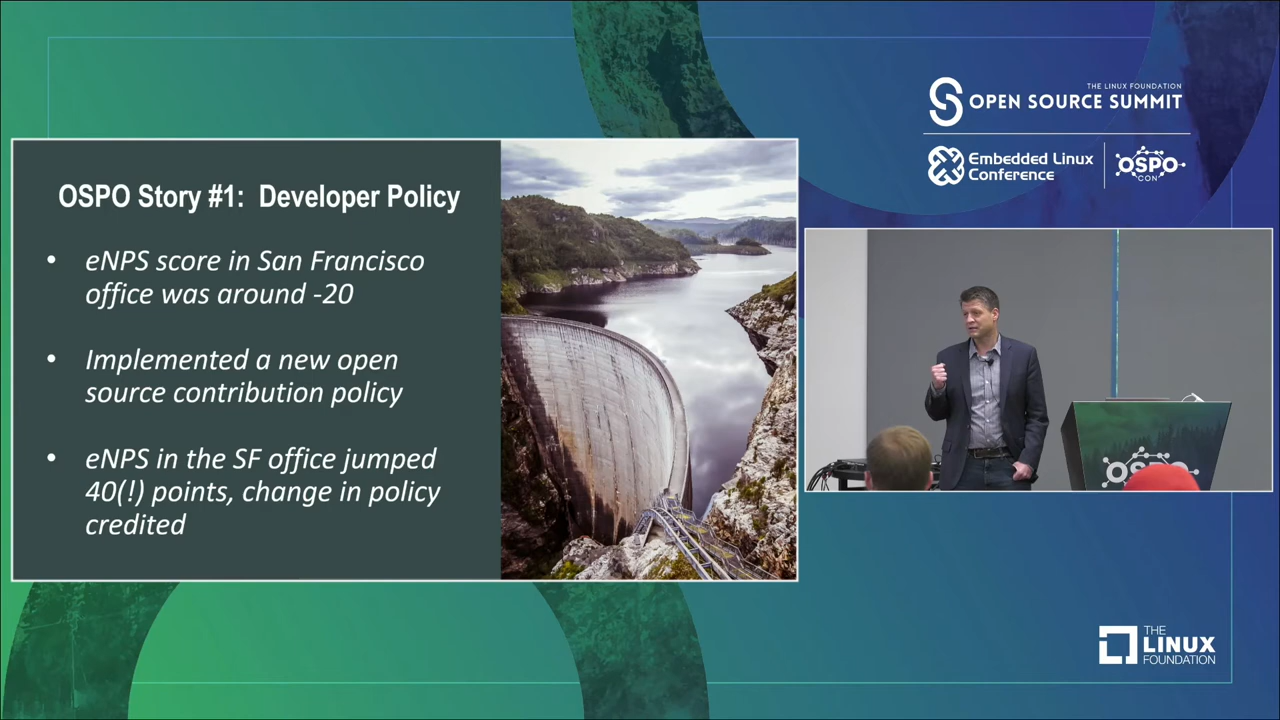 THE LINUX FOUNDATION
OPEN SOURCE SUMMIT
Embedded Linux
Conference
OSPO
CON
OSPO Story #1: Developer Policy
• eNPS score in San Francisco
office was around -20
• Implemented a new open
source contribution policy
• eNPS in the SF office jumped
40(!) points, change in policy
credited
OSPO
THE
LINUX
FOUNDATION